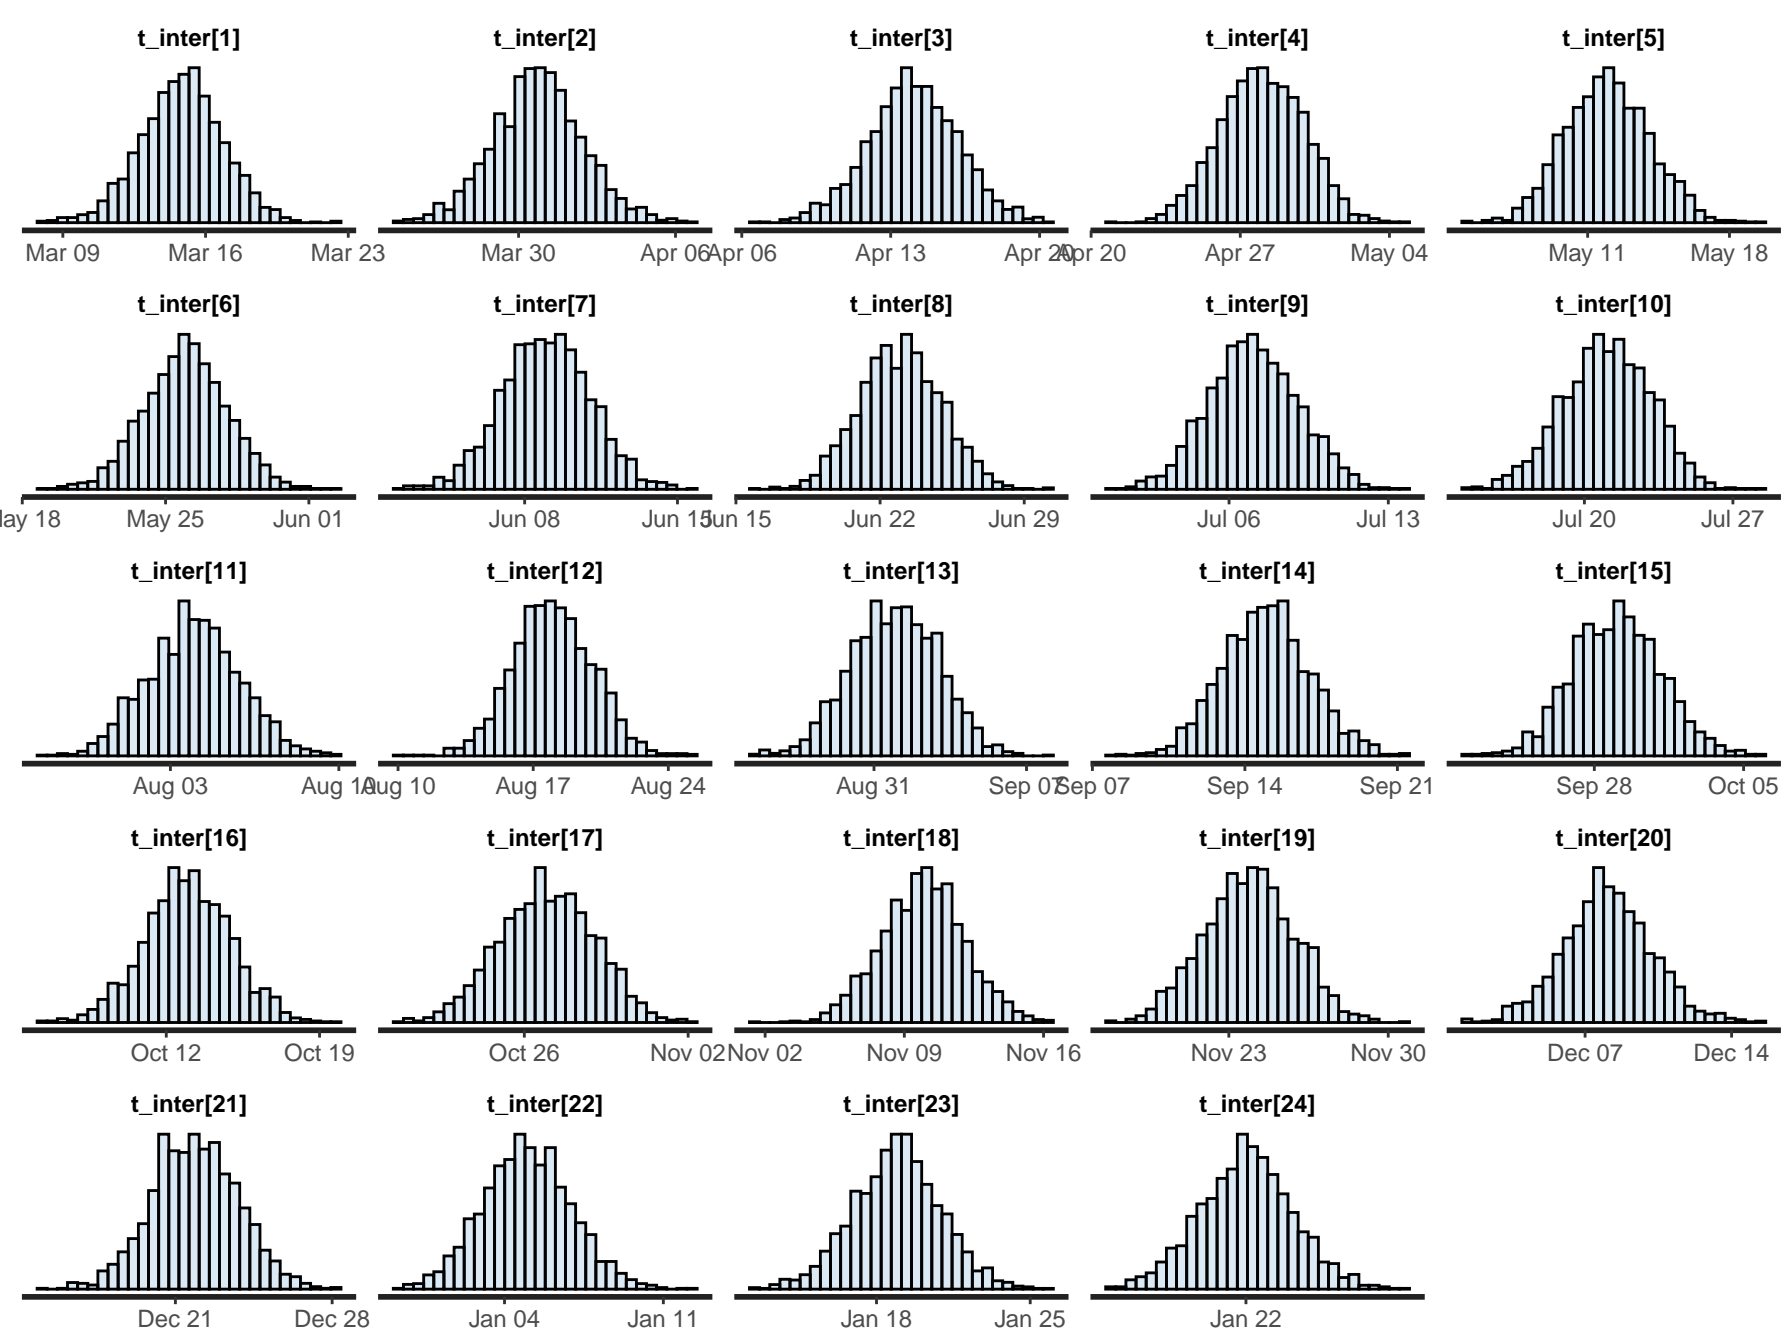 t_inter[1] t_inter[2] t_inter[3] t_inter[4] t_inter[5]
Mar 09 Mar 16 Mar 23 Mar 30 Apr 06 Apr 06 Apr 13 Apr 20 Apr 20 Apr 27 May 04 May 11 May 18
t_inter[6] t_inter[7] t_inter[8] t_inter[9] t_inter[10]
ay 18 May 25 Jun 01 Jun 08 Jun 15 Jun 15 Jun 22 Jun 29 Jul 06 Jul 13 Jul 20 Jul 27
t_inter[11] t_inter[12] t_inter[13] t_inter[14] t_inter[15]
Aug 03 Aug 10 Aug 10 Aug 17 Aug 24 Aug 31 Sep 07 Sep 07 Sep 14 Sep 21 Sep 28 Oct 05
t_inter[16] t_inter[17] t_inter[18] t_inter[19] t_inter[20]
Oct 12 Oct 19 Oct 26 Nov 02 Nov 02 Nov 09 Nov 16 Nov 23 Nov 30 Dec 07 Dec 14
t_inter[21] t_inter[22] t_inter[23] t_inter[24]
Dec 21 Dec 28 Jan 04 Jan 11 Jan 18 Jan 25 Jan 22